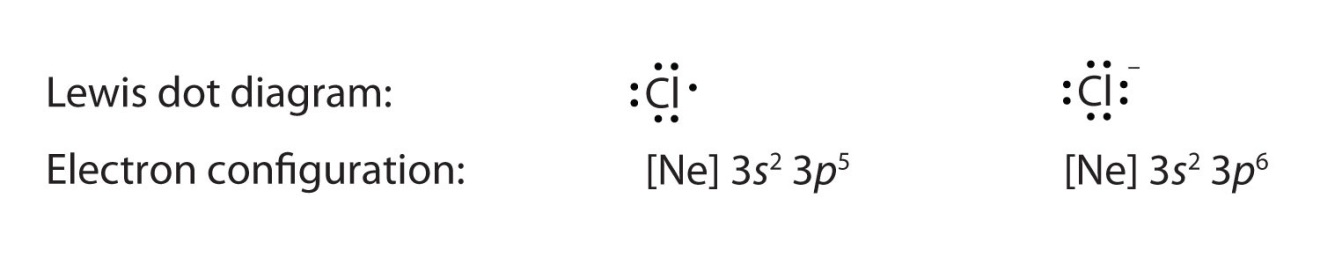 Lewis dot diagram: :C̈l· :C̈l:⁻
Electron configuration: [Ne] 3s² 3p⁵ [Ne] 3s² 3p⁶